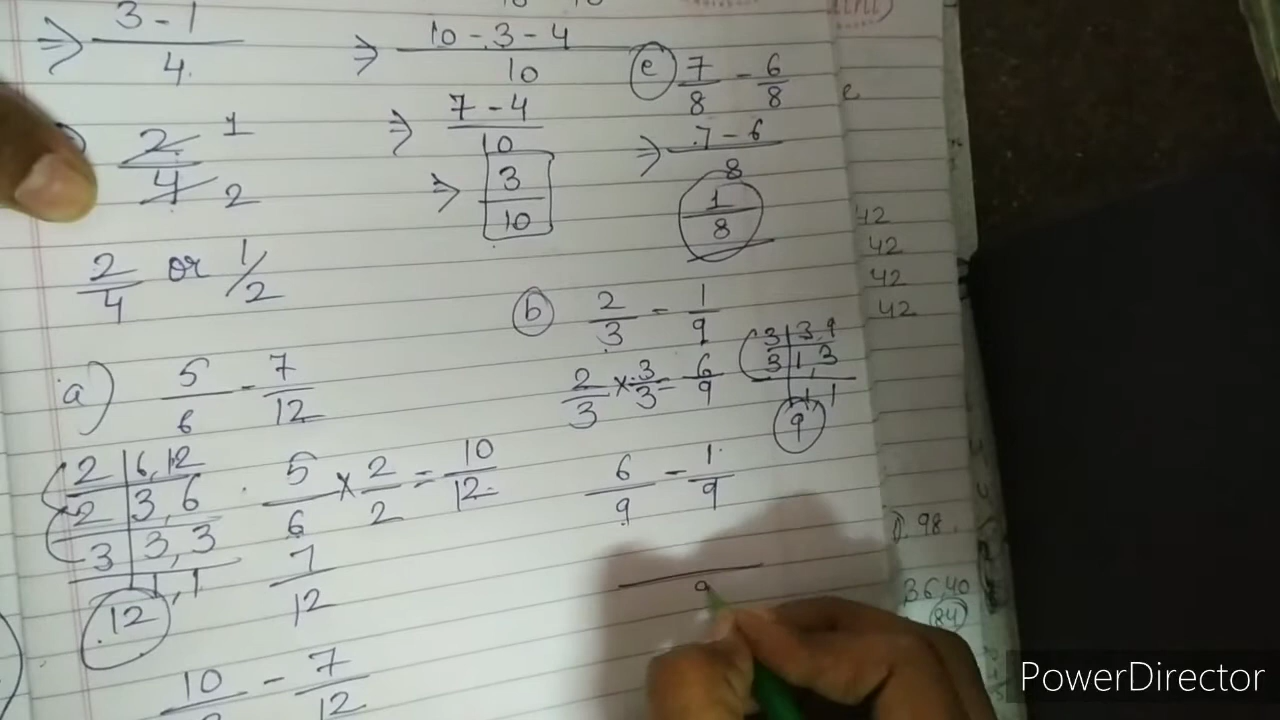 ⇒ 3 - 1 / 4
2 / 4 1 2
2/4 or 1/2
⇒ 10 - 3 - 4 / 10
⇒ 7 - 4 / 10
⇒ 3/10
(e) 7/8 - 6/8
⇒ 7 - 6 / 8
1/8
a) 5/6 - 7/12
2 | 6, 12
2 | 3, 6
3 | 3, 3
1, 1
12
5/6 × 2/2 = 10/12
7/12
10 - 7/12
(b) 2/3 - 1/9
2/3 × 3/3 = 6/9
3 | 3, 9
3 | 1, 3
1, 1
9
6/9 - 1/9
9
42
42
42
42
98
36, 40
84
PowerDirector